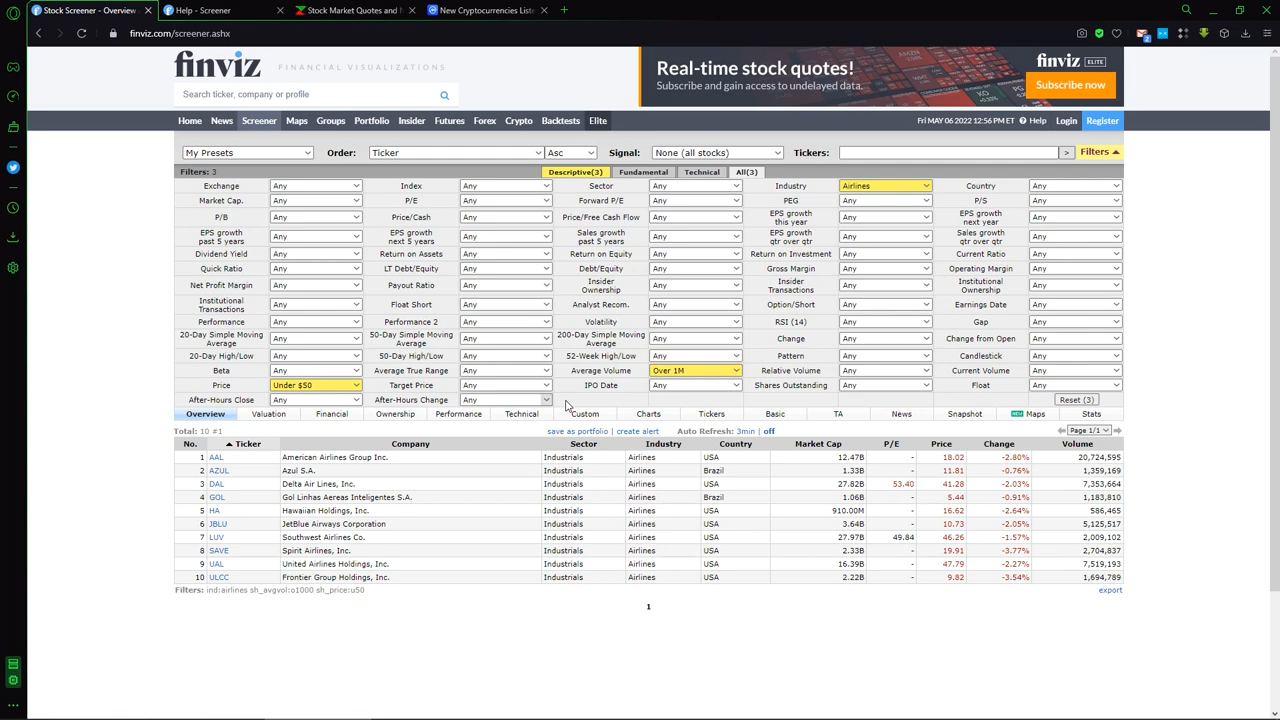 Stock Screener - Overview
Help - Screener
Stock Market Quotes and
New Cryptocurrencies List
finviz.com/screener.ashx
finviz FINANCIAL VISUALIZATIONS
Search ticker, company or profile
Real-time stock quotes!
Subscribe and gain access to undelayed data.
finviz ELITE
Subscribe now
Home News Screener Maps Groups Portfolio Insider Futures Forex Crypto Backtests Elite Fri MAY 06 2022 12:56 PM ET Help Login Register
My Presets Order: Ticker Asc Signal: None (all stocks) Tickers: > Filters
Filters: 3 Descriptive(3) Fundamental Technical All(3)
Exchange Any Index Any Sector Any Industry Airlines Country Any
Market Cap. Any P/E Any Forward P/E Any PEG Any P/S Any
P/B Any Price/Cash Any Price/Free Cash Flow Any EPS growth this year Any EPS growth next year Any
EPS growth past 5 years Any EPS growth next 5 years Any Sales growth past 5 years Any EPS growth qtr over qtr Any Sales growth qtr over qtr Any
Dividend Yield Any Return on Assets Any Return on Equity Any Return on Investment Any Current Ratio Any
Quick Ratio Any LT Debt/Equity Any Debt/Equity Any Gross Margin Any Operating Margin Any
Net Profit Margin Any Payout Ratio Any Insider Ownership Any Insider Transactions Any Institutional Ownership Any
Institutional Transactions Any Float Short Any Analyst Recom. Any Option/Short Any Earnings Date Any
Performance Any Performance 2 Any Volatility Any RSI (14) Any Gap Any
20-Day Simple Moving Average Any 50-Day Simple Moving Average Any 200-Day Simple Moving Average Any Change Any Change from Open Any
20-Day High/Low Any 50-Day High/Low Any 52-Week High/Low Any Pattern Any Candlestick Any
Beta Any Average True Range Any Average Volume Over 1M Relative Volume Any Current Volume Any
Price Under $50 Target Price Any IPO Date Any Shares Outstanding Any Float Any
After-Hours Close Any After-Hours Change Any Reset (3)
Overview Valuation Financial Ownership Performance Technical Custom Charts Tickers Basic TA News Snapshot NEW Maps Stats
Total: 10 #1 save as portfolio | create alert Auto Refresh: 3min | off Page 1/1
No. Ticker Company Sector Industry Country Market Cap P/E Price Change Volume
1 AAL American Airlines Group Inc. Industrials Airlines USA 12.47B - 18.02 -2.80% 20,724,595
2 AZUL Azul S.A. Industrials Airlines Brazil 1.33B - 11.81 -0.76% 1,359,169
3 DAL Delta Air Lines, Inc. Industrials Airlines USA 27.82B 53.40 41.28 -2.03% 7,353,664
4 GOL Gol Linhas Aereas Inteligentes S.A. Industrials Airlines Brazil 1.06B - 5.44 -0.91% 1,183,810
5 HA Hawaiian Holdings, Inc. Industrials Airlines USA 910.00M - 16.62 -2.64% 586,465
6 JBLU JetBlue Airways Corporation Industrials Airlines USA 3.64B - 10.73 -2.05% 5,125,517
7 LUV Southwest Airlines Co. Industrials Airlines USA 27.97B 49.84 46.26 -1.57% 2,009,102
8 SAVE Spirit Airlines, Inc. Industrials Airlines USA 2.33B - 19.91 -3.77% 2,704,837
9 UAL United Airlines Holdings, Inc. Industrials Airlines USA 16.39B - 47.79 -2.27% 7,519,193
10 ULCC Frontier Group Holdings, Inc. Industrials Airlines USA 2.22B - 9.82 -3.54% 1,694,789
Filters: ind:airlines sh_avgvol:o1000 sh_price:u50 export
1